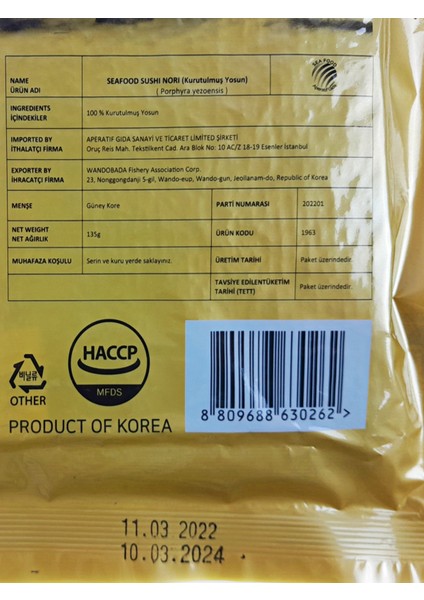 NAME
ÜRÜN ADI
SEAFOOD SUSHI NORI (Kurutulmuş Yosun)
( Porphyra yezoensis )
SEA FOOD
INGREDIENTS
İÇİNDEKİLER
100 % Kurutulmuş Yosun
IMPORTED BY
İTHALATÇI FİRMA
APERATIF GIDA SANAYİ VE TİCARET LİMİTED ŞİRKETİ
Oruç Reis Mah. Tekstilkent Cad. Ara Blok No: 10 AC/Z 18-19 Esenler İstanbul
EXPORTER BY
İHRACATÇI FİRMA
WANDOBADA Fishery Association Corp.
23, Nonggongdanji 5-gil, Wando-eup, Wando-gun, Jeollanam-do, Republic of Korea
MENŞE
Güney Kore
PARTİ NUMARASI
202201
NET WEIGHT
NET AĞIRLIK
135g
ÜRÜN KODU
1963
MUHAFAZA KOŞULU
Serin ve kuru yerde saklayınız.
ÜRETİM TARİHİ
Paket üzerindedir.
TAVSİYE EDİLENTÜKETİM
TARİHİ (TETT)
Paket üzerindedir.
비닐류
OTHER
HACCP
MFDS
8 809688 630262 >
PRODUCT OF KOREA
11.03 2022
10.03.2024